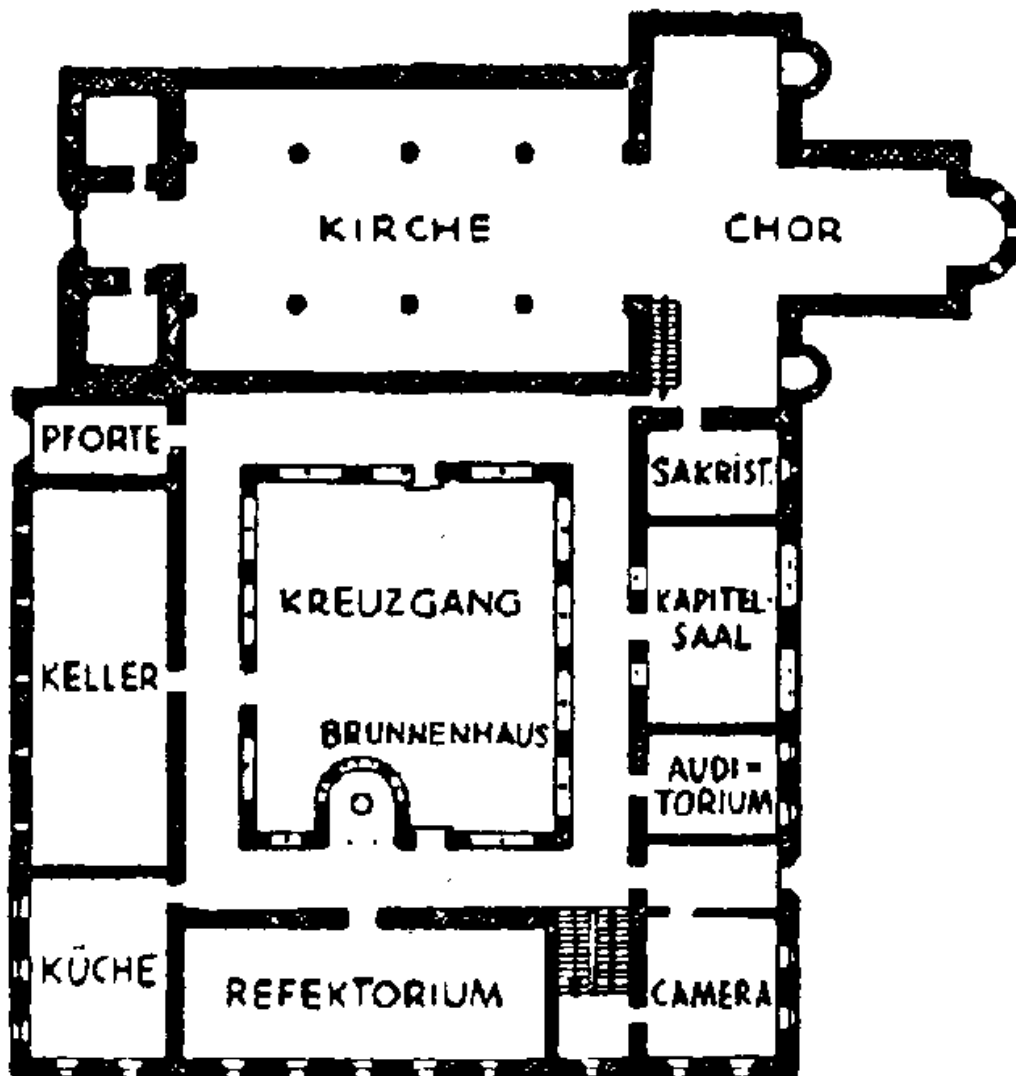 KIRCHE
CHOR
PFORTE
SAKRIST.
KREUZGANG
KAPITEL-
SAAL
KELLER
BRUNNENHAUS
AUDI=
TORIUM
KÜCHE
REFEKTORIUM
CAMERA